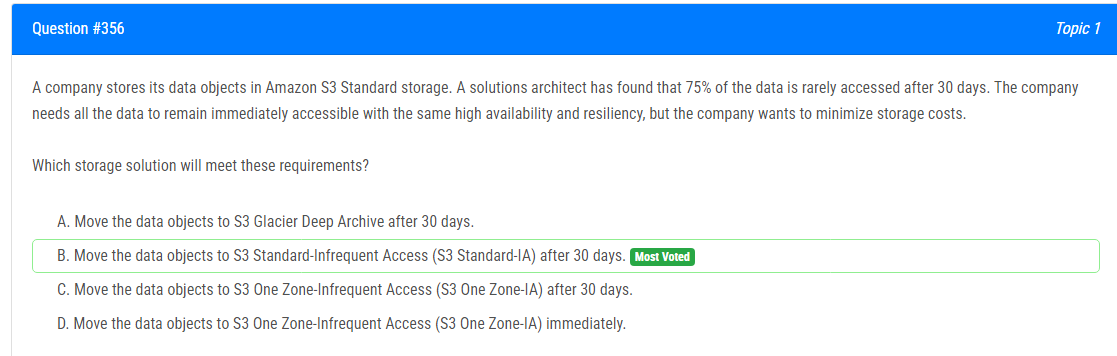 Question #356
Topic 1
A company stores its data objects in Amazon S3 Standard storage. A solutions architect has found that 75% of the data is rarely accessed after 30 days. The company
needs all the data to remain immediately accessible with the same high availability and resiliency, but the company wants to minimize storage costs.
Which storage solution will meet these requirements?
A. Move the data objects to S3 Glacier Deep Archive after 30 days.
B. Move the data objects to S3 Standard-Infrequent Access (S3 Standard-IA) after 30 days. Most Voted
C. Move the data objects to S3 One Zone-Infrequent Access (S3 One Zone-IA) after 30 days.
D. Move the data objects to S3 One Zone-Infrequent Access (S3 One Zone-IA) immediately.